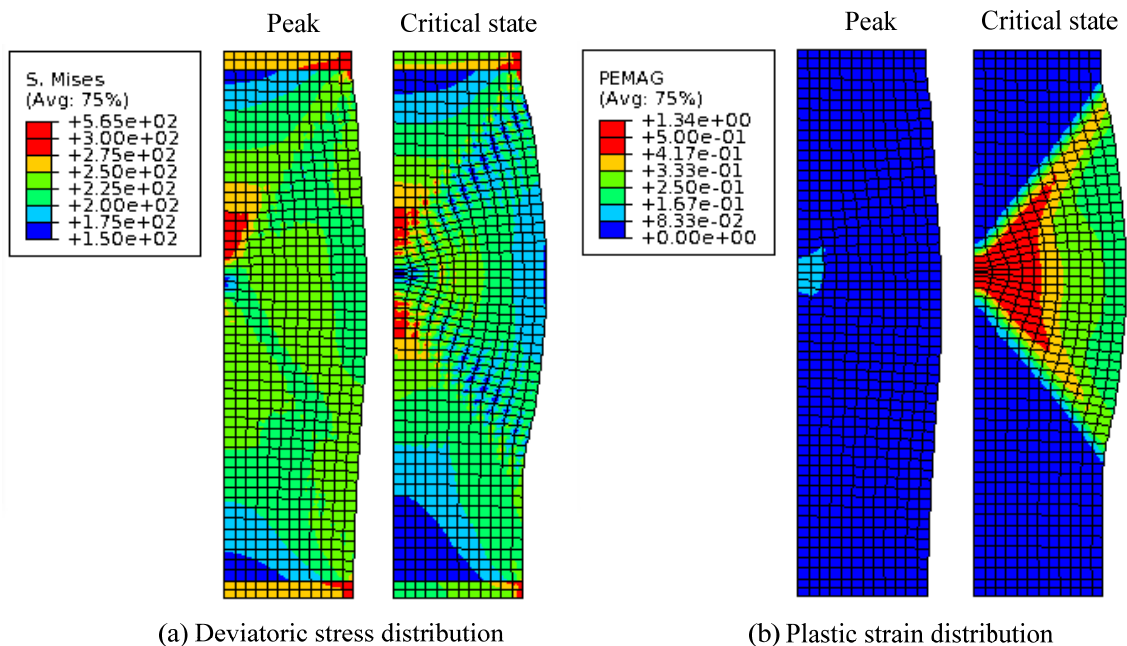 Peak
Critical state
S. Mises
(Avg: 75%)
+5.65e+02
+3.00e+02
+2.75e+02
+2.50e+02
+2.25e+02
+2.00e+02
+1.75e+02
+1.50e+02
Peak
Critical state
PEMAG
(Avg: 75%)
+1.34e+00
+5.00e-01
+4.17e-01
+3.33e-01
+2.50e-01
+1.67e-01
+8.33e-02
+0.00e+00
(a) Deviatoric stress distribution
(b) Plastic strain distribution